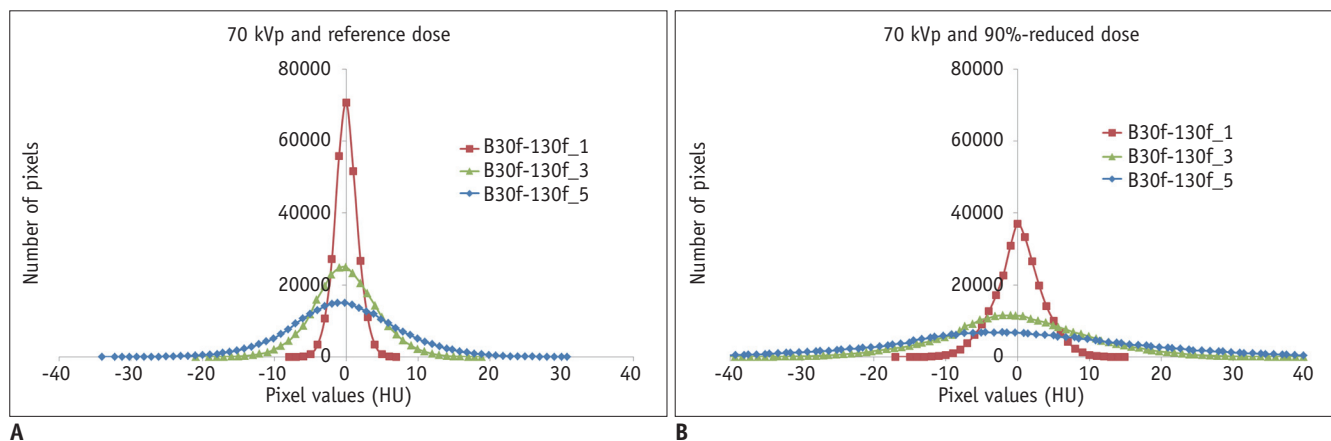 70 kVp and reference dose
Number of pixels
80000
60000
40000
20000
0
B30f-130f_1
B30f-130f_3
B30f-130f_5
-40 -30 -20 -10 0 10 20 30 40
Pixel values (HU)
A
70 kVp and 90%-reduced dose
Number of pixels
80000
60000
40000
20000
0
B30f-130f_1
B30f-130f_3
B30f-130f_5
-40 -30 -20 -10 0 10 20 30 40
Pixel values (HU)
B